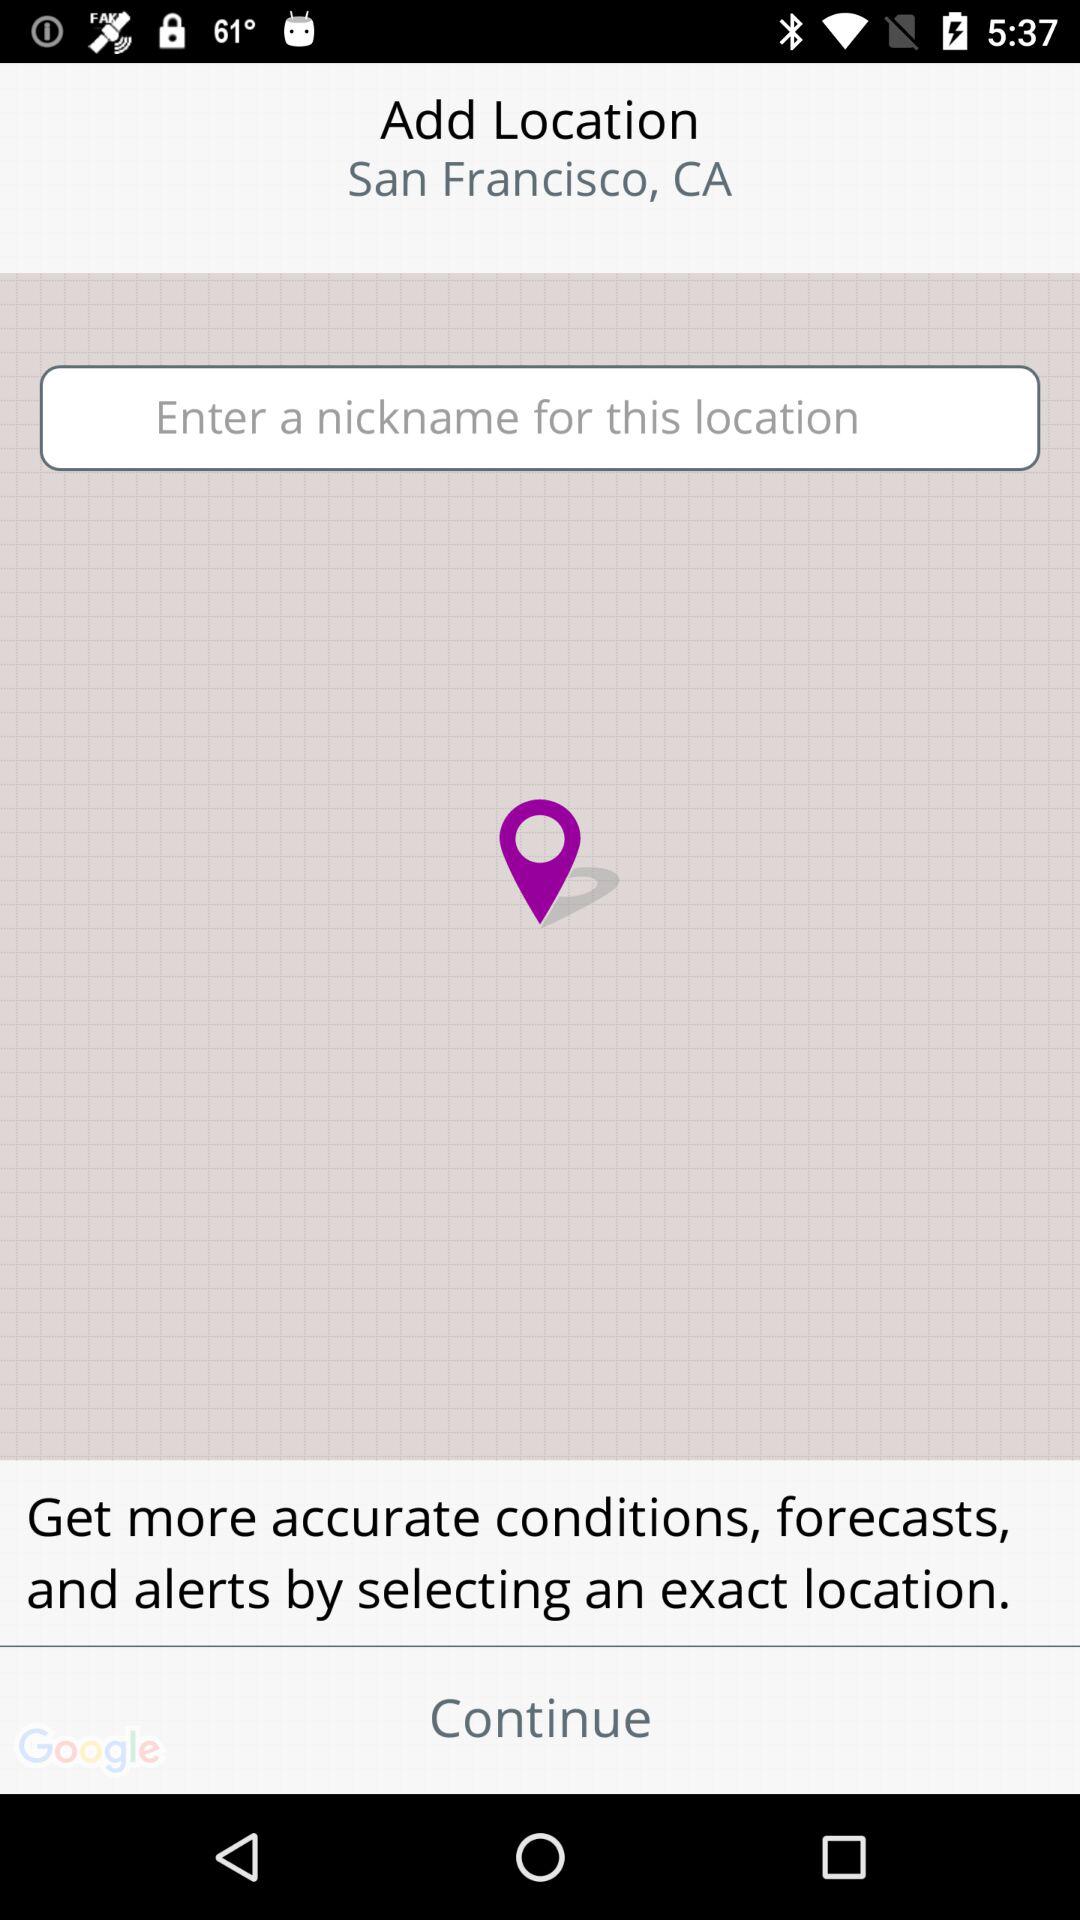 FAKE 61° 5:37
Add Location
San Francisco, CA
Enter a nickname for this location
Get more accurate conditions, forecasts,
and alerts by selecting an exact location.
Continue
Google